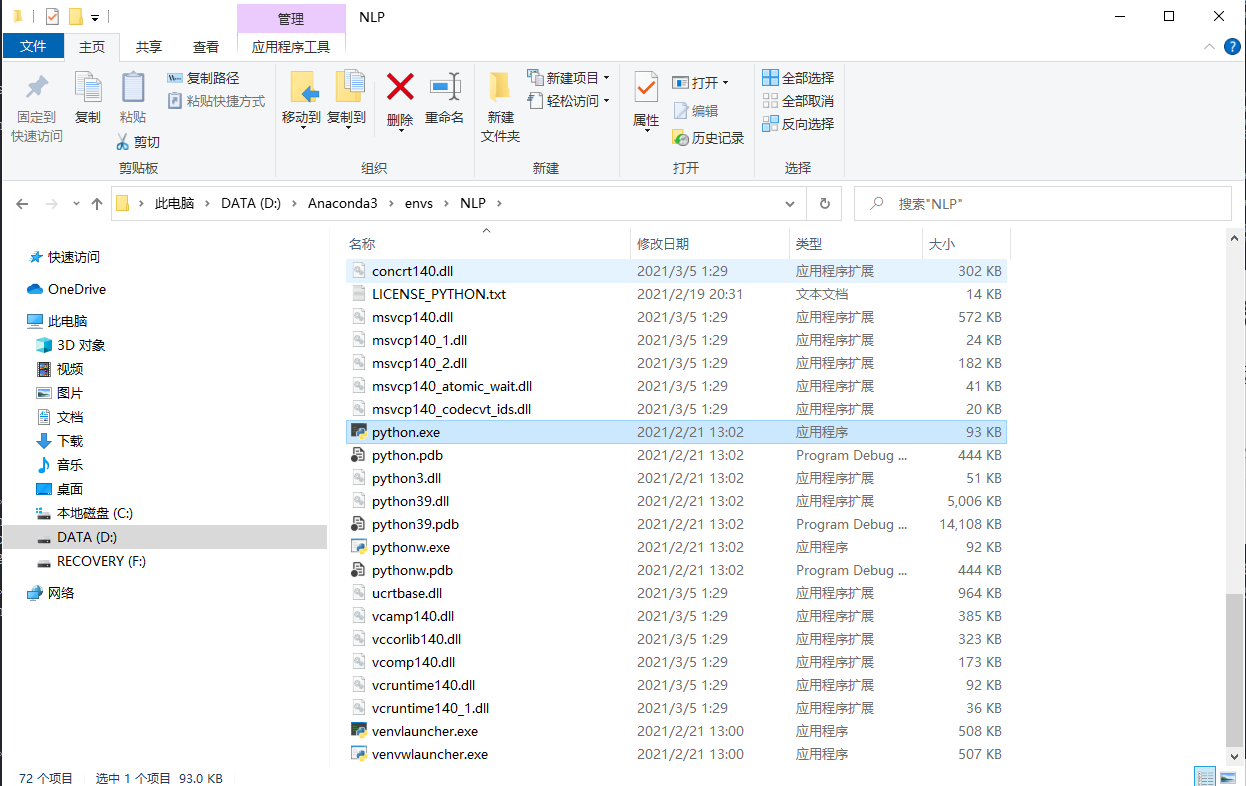 管理 NLP
文件 主页 共享 查看 应用程序工具
固定到快速访问 复制 粘贴 复制路径 粘贴快捷方式 剪切 移动到 复制到 删除 重命名 新建文件夹 新建项目 轻松访问 属性 打开 编辑 历史记录 全部选择 全部取消 反向选择
剪贴板 组织 新建 打开 选择
此电脑 DATA (D:) Anaconda3 envs NLP 搜索"NLP"
名称 修改日期 类型 大小
快速访问
OneDrive
此电脑
3D 对象
视频
图片
文档
下载
音乐
桌面
本地磁盘 (C:)
DATA (D:)
RECOVERY (F:)
网络
concrt140.dll 2021/3/5 1:29 应用程序扩展 302 KB
LICENSE_PYTHON.txt 2021/2/19 20:31 文本文档 14 KB
msvcp140.dll 2021/3/5 1:29 应用程序扩展 572 KB
msvcp140_1.dll 2021/3/5 1:29 应用程序扩展 24 KB
msvcp140_2.dll 2021/3/5 1:29 应用程序扩展 182 KB
msvcp140_atomic_wait.dll 2021/3/5 1:29 应用程序扩展 41 KB
msvcp140_codecvt_ids.dll 2021/3/5 1:29 应用程序扩展 20 KB
python.exe 2021/2/21 13:02 应用程序 93 KB
python.pdb 2021/2/21 13:02 Program Debug ... 444 KB
python3.dll 2021/2/21 13:02 应用程序扩展 51 KB
python39.dll 2021/2/21 13:02 应用程序扩展 5,006 KB
python39.pdb 2021/2/21 13:02 Program Debug ... 14,108 KB
pythonw.exe 2021/2/21 13:02 应用程序 92 KB
pythonw.pdb 2021/2/21 13:02 Program Debug ... 444 KB
ucrtbase.dll 2021/3/5 1:29 应用程序扩展 964 KB
vcamp140.dll 2021/3/5 1:29 应用程序扩展 385 KB
vccorlib140.dll 2021/3/5 1:29 应用程序扩展 323 KB
vcomp140.dll 2021/3/5 1:29 应用程序扩展 173 KB
vcruntime140.dll 2021/3/5 1:29 应用程序扩展 92 KB
vcruntime140_1.dll 2021/3/5 1:29 应用程序扩展 36 KB
venvlauncher.exe 2021/2/21 13:00 应用程序 508 KB
venvwlauncher.exe 2021/2/21 13:00 应用程序 507 KB
72 个项目 选中 1 个项目 93.0 KB